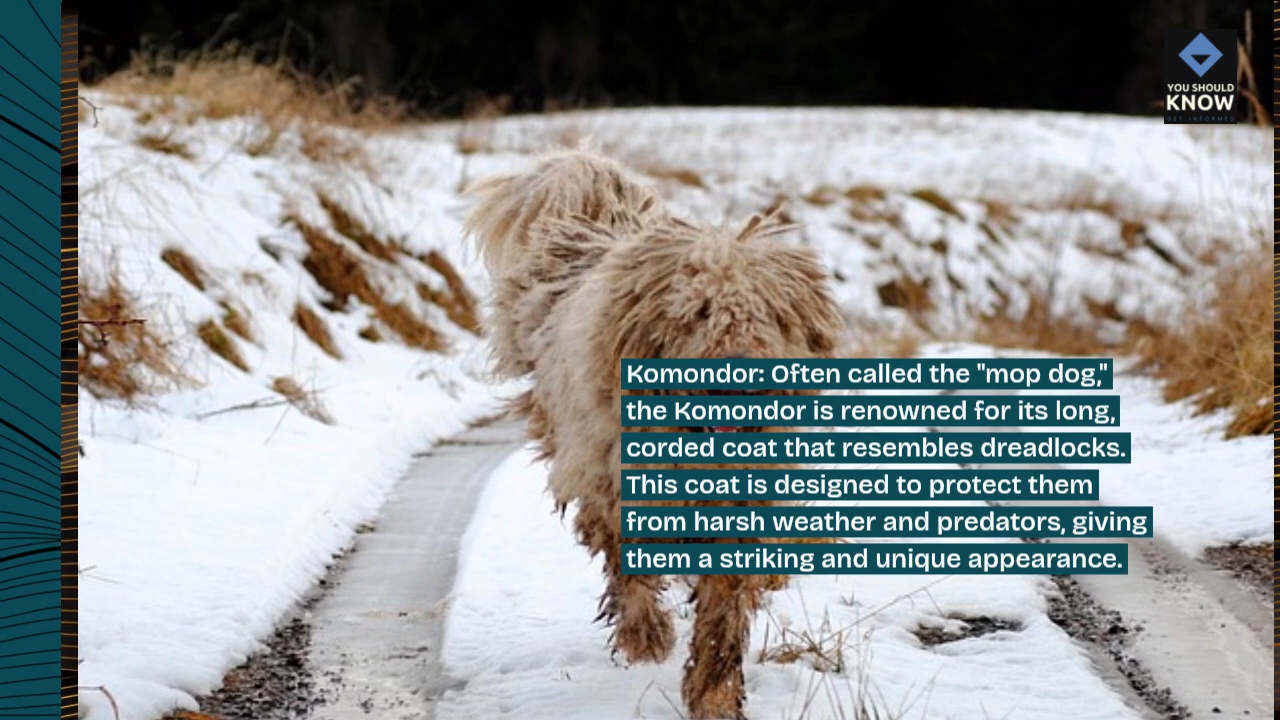 YOU SHOULD
KNOW
GET INFORMED
Komondor: Often called the "mop dog,"
the Komondor is renowned for its long,
corded coat that resembles dreadlocks.
This coat is designed to protect them
from harsh weather and predators, giving
them a striking and unique appearance.